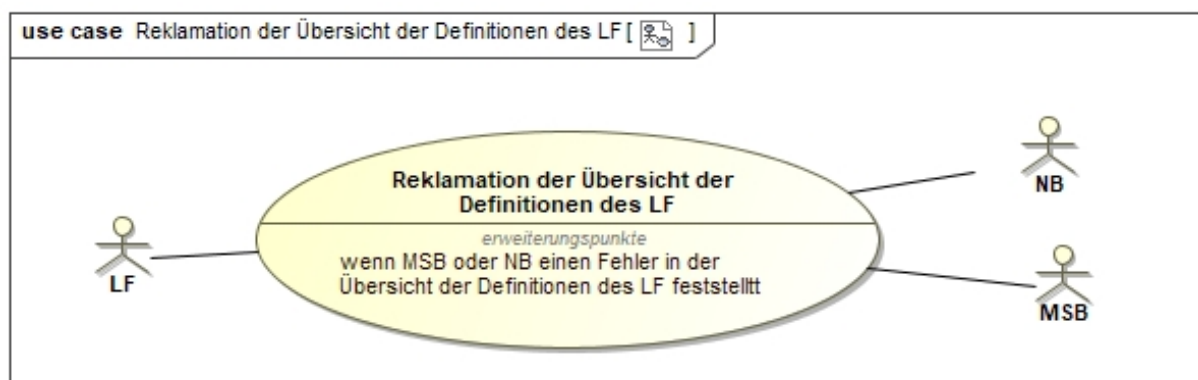 use case Reklamation der Übersicht der Definitionen des LF [ ]
NB
Reklamation der Übersicht der
Definitionen des LF
erweiterungspunkte
wenn MSB oder NB einen Fehler in der
Übersicht der Definitionen des LF feststelltt
LF
MSB